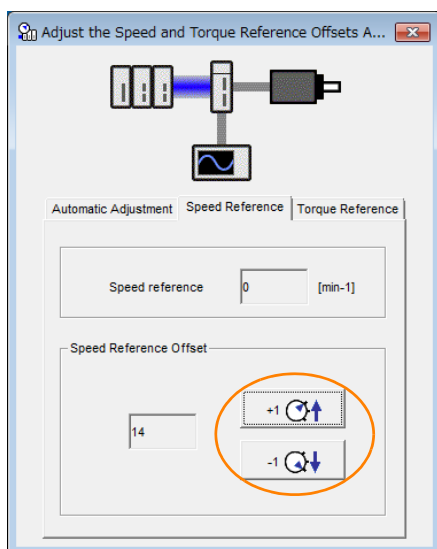 Adjust the Speed and Torque Reference Offsets A...
Automatic Adjustment Speed Reference Torque Reference
Speed reference 0 [min-1]
Speed Reference Offset
+1
14
-1